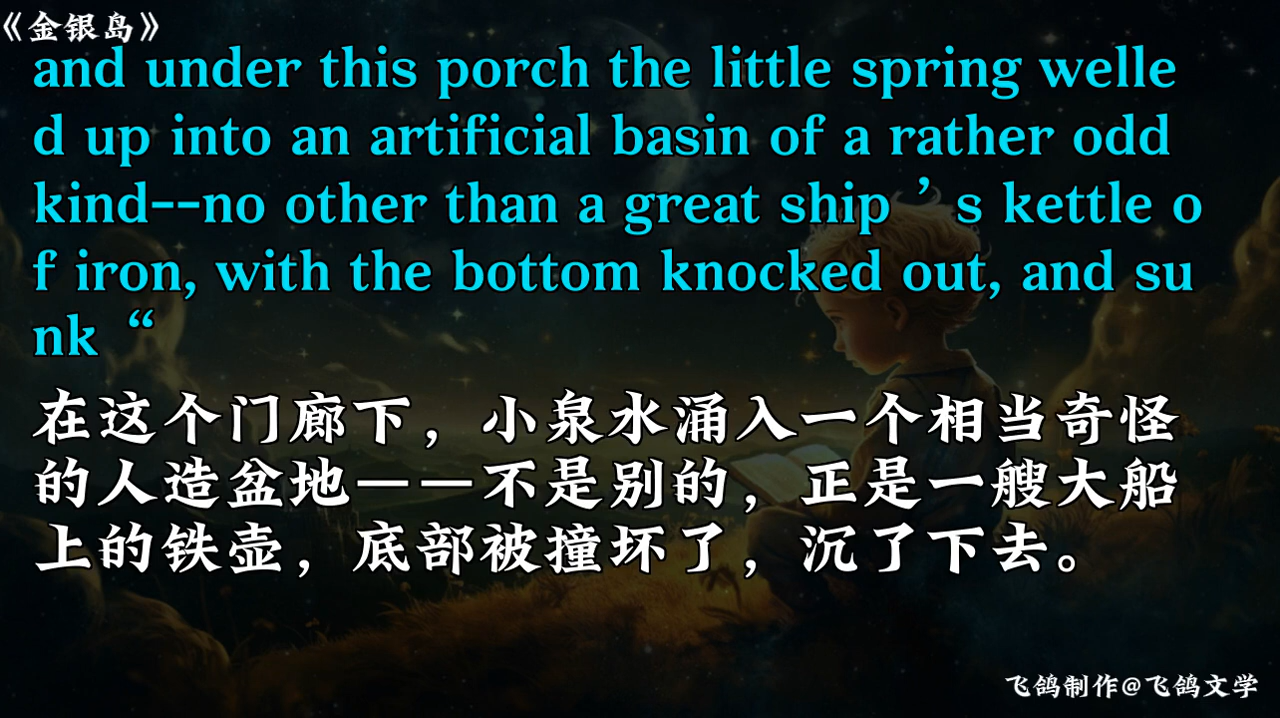 《金银岛》
and under this porch the little spring welle
d up into an artificial basin of a rather odd
kind--no other than a great ship ’s kettle o
f iron, with the bottom knocked out, and su
nk “
在这个门廊下，小泉水涌入一个相当奇怪
的人造盆地——不是别的，正是一艘大船
上的铁壶，底部被撞坏了，沉了下去。
飞鸽制作@飞鸽文学